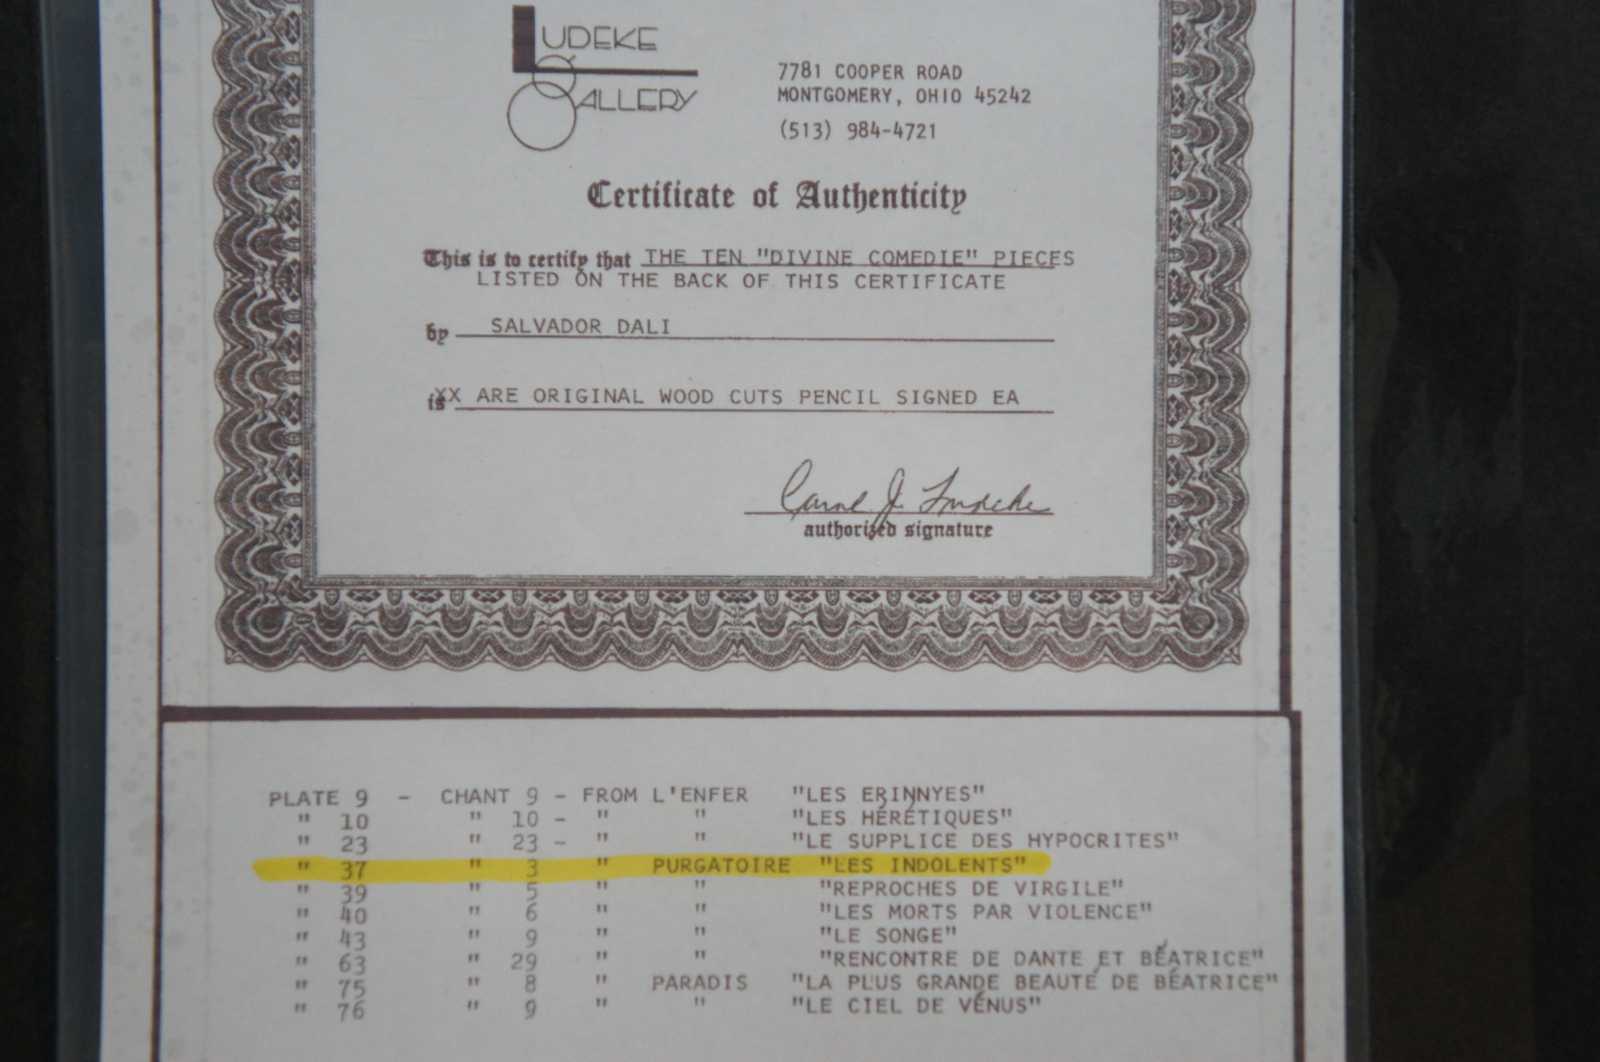 LUDEKE
GALLERY
7781 COOPER ROAD
MONTGOMERY, OHIO 45242
(513) 984-4721
Certificate of Authenticity
This is to certify that THE TEN "DIVINE COMEDIE" PIECES
LISTED ON THE BACK OF THIS CERTIFICATE
by SALVADOR DALI
is XX ARE ORIGINAL WOOD CUTS PENCIL SIGNED EA
Carol J. Ludeke
authorized signature
PLATE 9 - CHANT 9 - FROM L'ENFER "LES ERINNYES"
" 10 " 10 - " " "LES HÉRÉTIQUES"
" 23 " 23 - " " "LE SUPPLICE DES HYPOCRITES"
" 37 " 3 " PURGATOIRE "LES INDOLENTS"
" 39 " 5 " " "REPROCHES DE VIRGILE"
" 40 " 6 " " "LES MORTS PAR VIOLENCE"
" 43 " 9 " " "LE SONGE"
" 63 " 29 " " "RENCONTRE DE DANTE ET BÉATRICE"
" 75 " 8 " PARADIS "LA PLUS GRANDE BEAUTÉ DE BÉATRICE"
" 76 " 9 " " "LE CIEL DE VÉNUS"